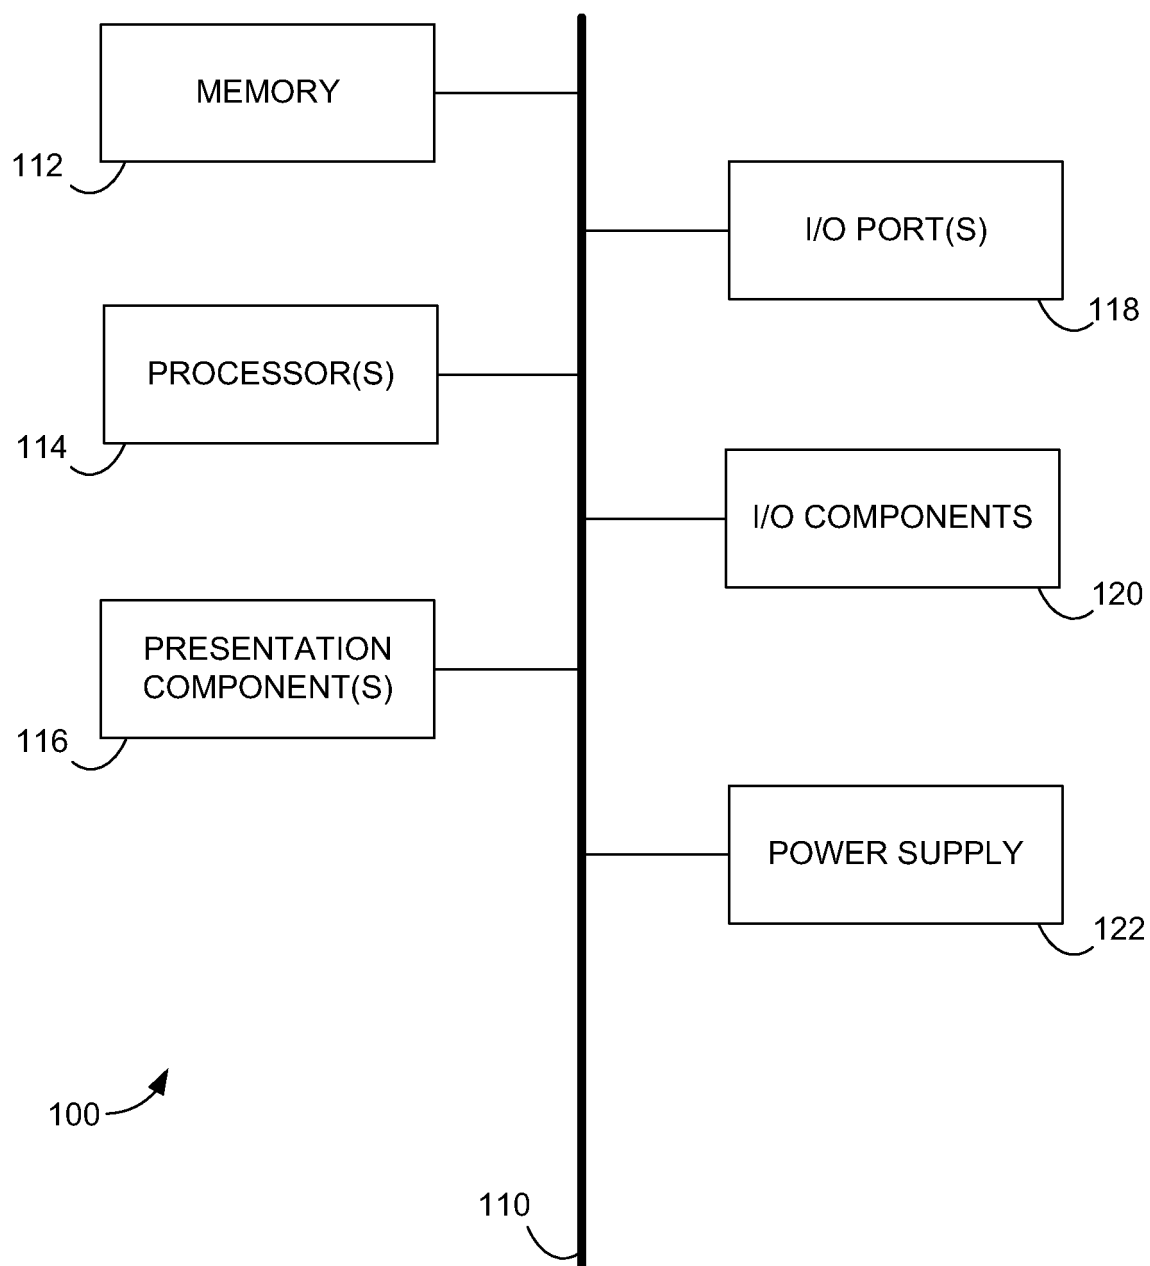 MEMORY
112
I/O PORT(S)
118
PROCESSOR(S)
114
I/O COMPONENTS
120
PRESENTATION
COMPONENT(S)
116
POWER SUPPLY
122
100
110